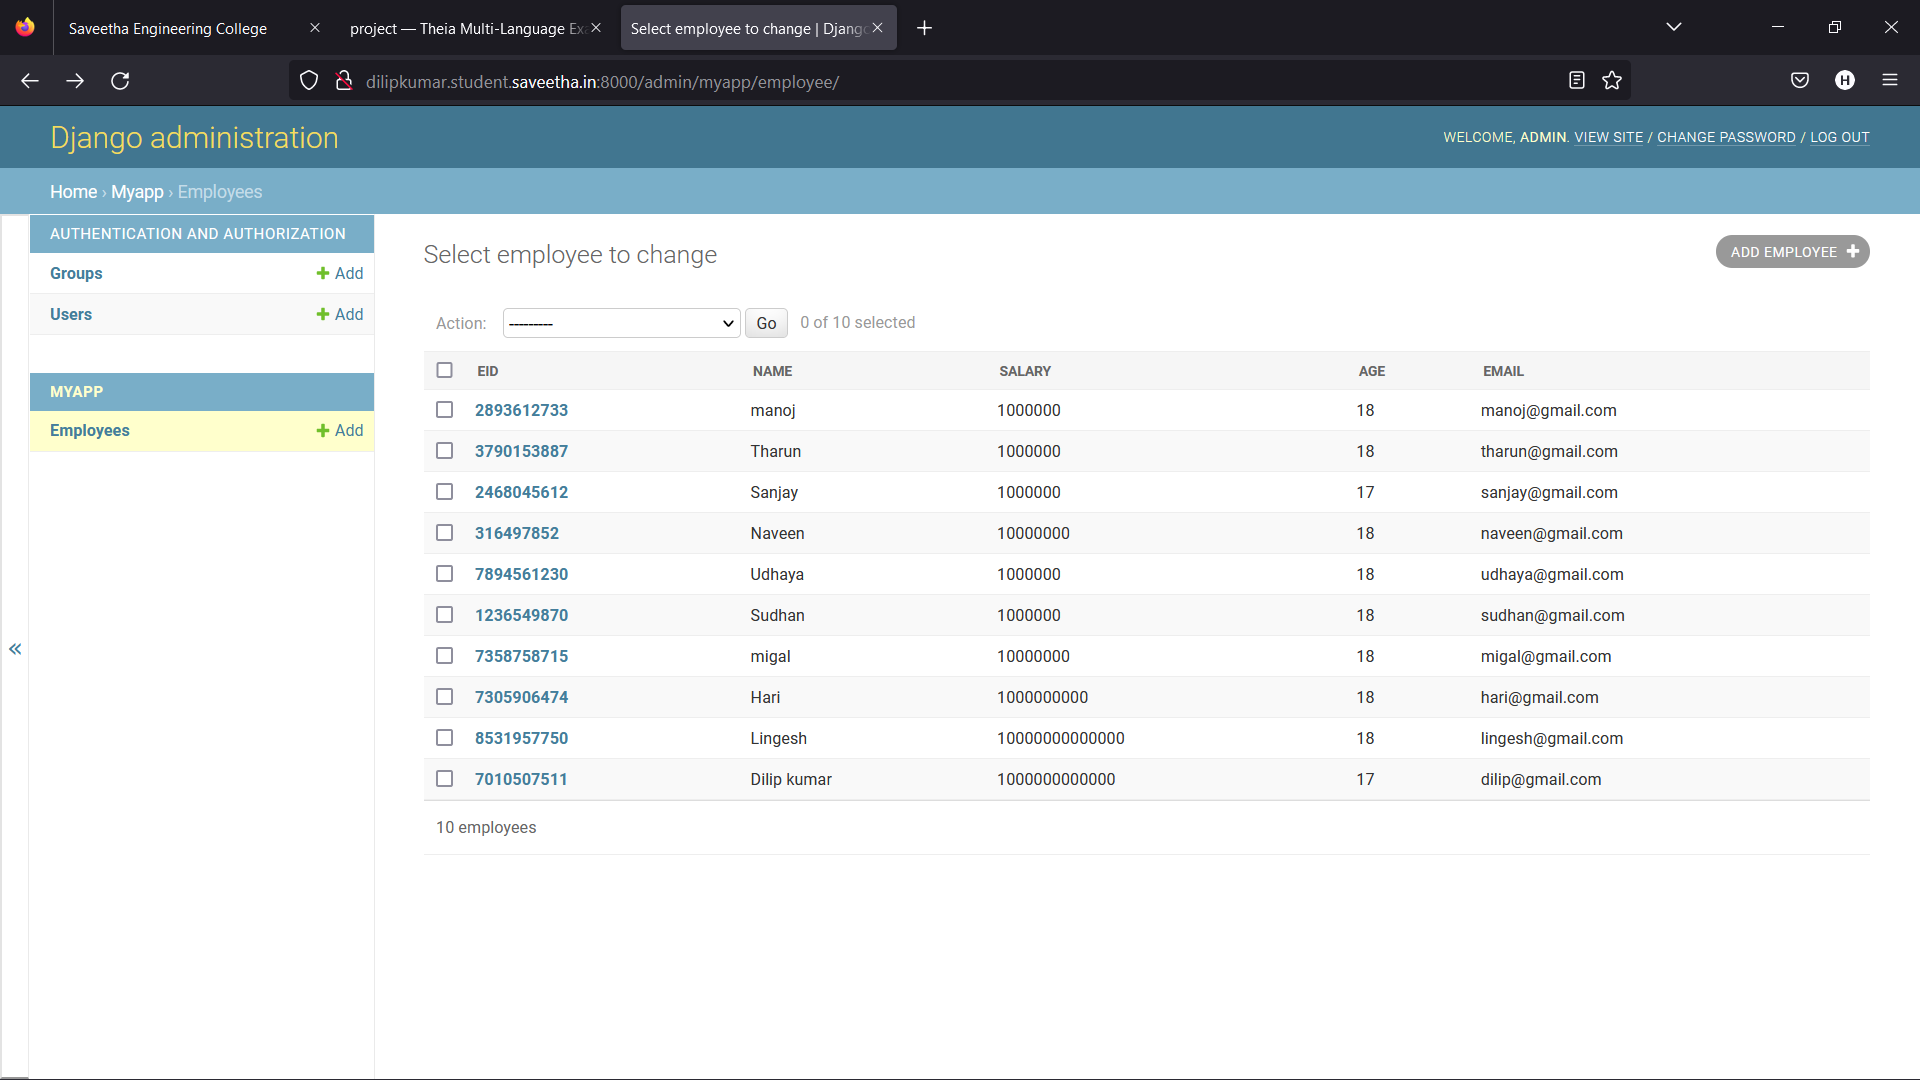 Saveetha Engineering College
project — Theia Multi-Language Ex
Select employee to change | Djang
dilipkumar.student.saveetha.in:8000/admin/myapp/employee/
H
Django administration
WELCOME, ADMIN. VIEW SITE / CHANGE PASSWORD / LOG OUT
Home › Myapp › Employees
AUTHENTICATION AND AUTHORIZATION
Groups + Add
Users + Add
MYAPP
Employees + Add
«
Select employee to change
ADD EMPLOYEE +
Action: --------- Go 0 of 10 selected
EID NAME SALARY AGE EMAIL
2893612733 manoj 1000000 18 manoj@gmail.com
3790153887 Tharun 1000000 18 tharun@gmail.com
2468045612 Sanjay 1000000 17 sanjay@gmail.com
316497852 Naveen 10000000 18 naveen@gmail.com
7894561230 Udhaya 1000000 18 udhaya@gmail.com
1236549870 Sudhan 1000000 18 sudhan@gmail.com
7358758715 migal 10000000 18 migal@gmail.com
7305906474 Hari 1000000000 18 hari@gmail.com
8531957750 Lingesh 10000000000000 18 lingesh@gmail.com
7010507511 Dilip kumar 1000000000000 17 dilip@gmail.com
10 employees